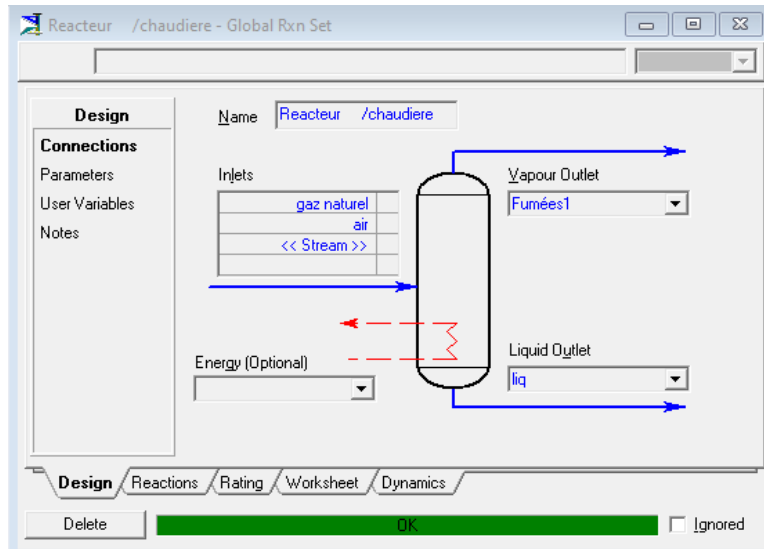 Reacteur /chaudiere - Global Rxn Set
Design
Connections
Parameters
User Variables
Notes
Name
Reacteur /chaudiere
Inlets
gaz naturel
air
<< Stream >>
Vapour Outlet
Fumées1
Energy (Optional)
Liquid Outlet
liq
Design
Reactions
Rating
Worksheet
Dynamics
Delete
OK
Ignored